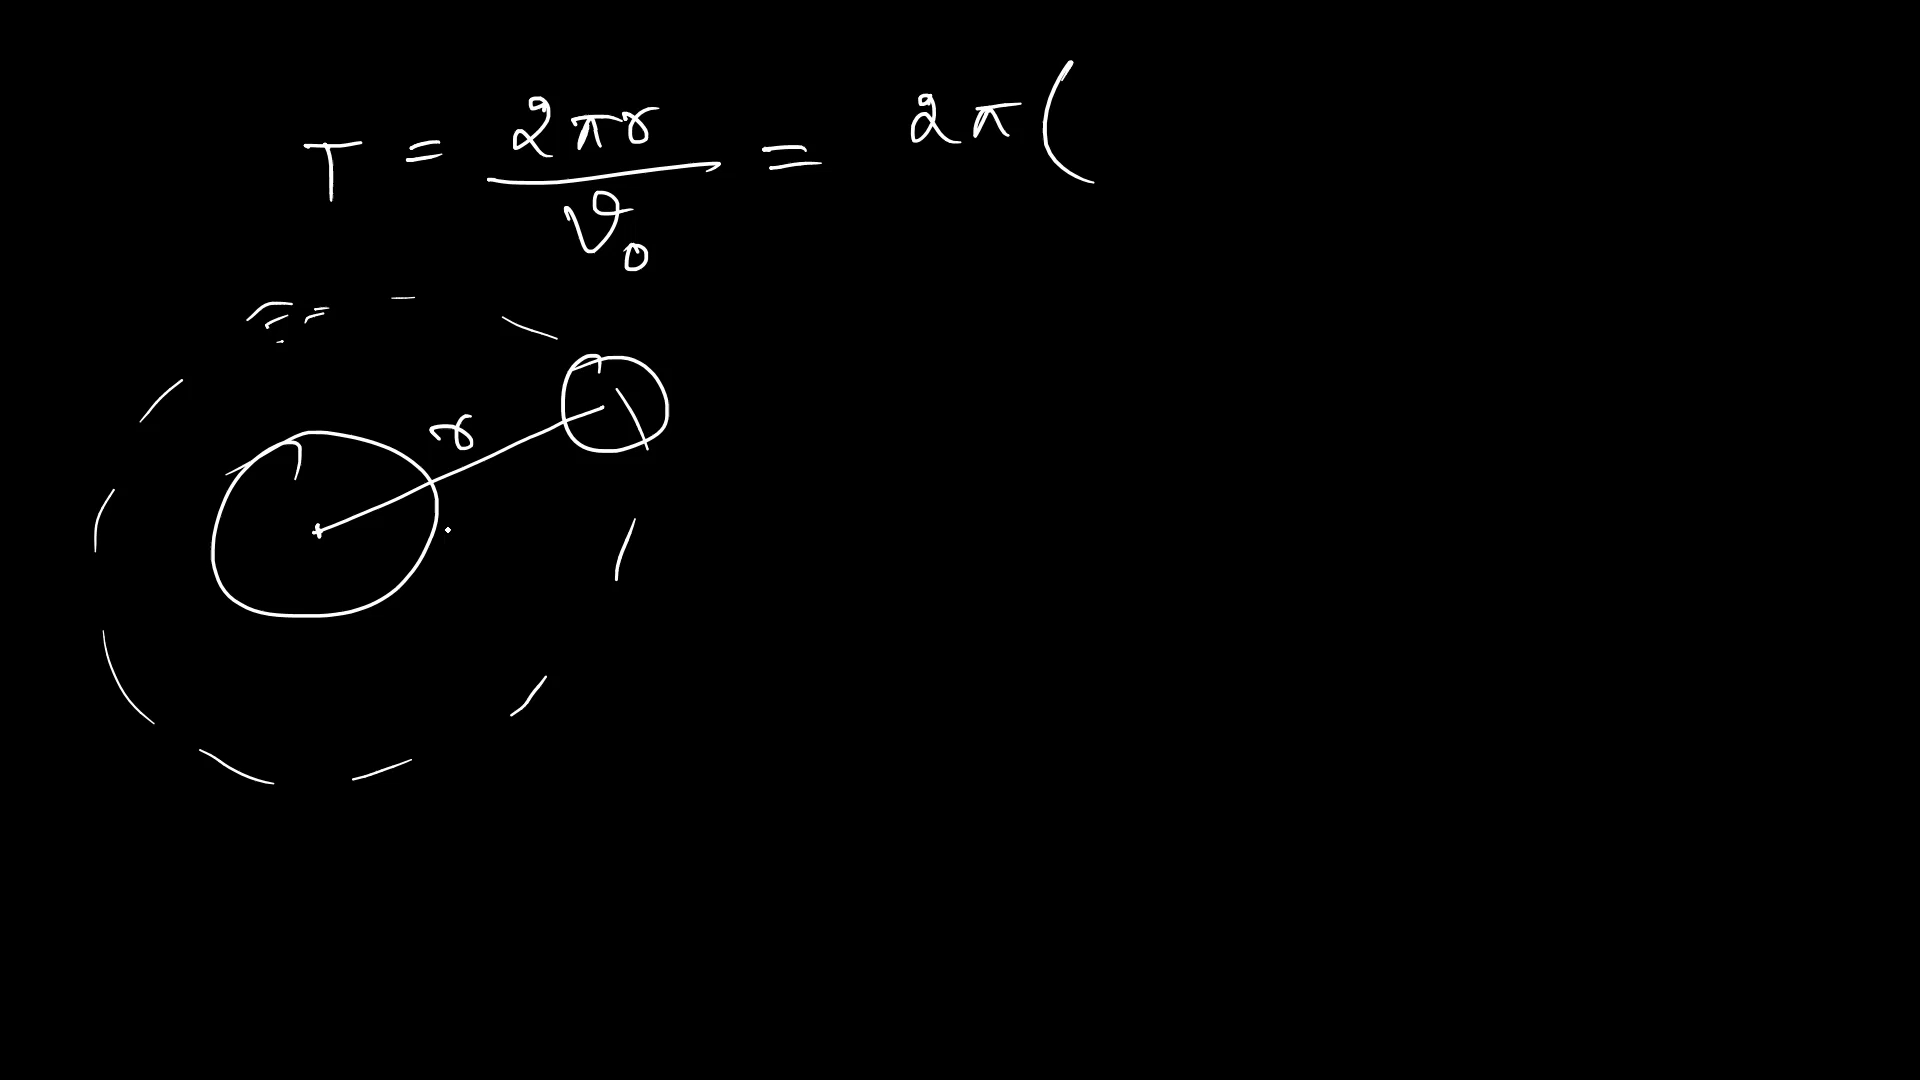 T = 2πr / v₀ = 2π(
r